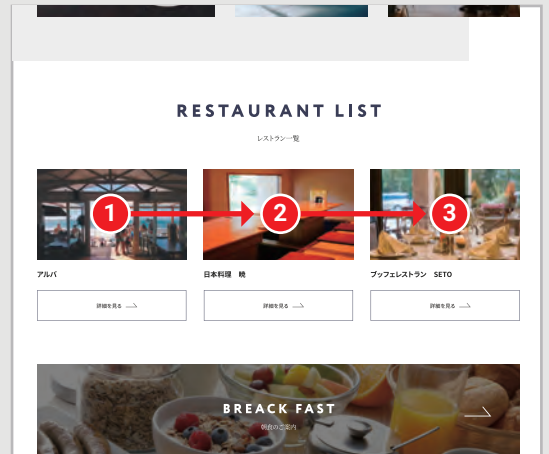 RESTAURANT LIST
レストラン一覧
1
2
3
アルバ
日本料理　暁
ブッフェレストラン　SETO
詳細を見る
詳細を見る
詳細を見る
BREACK FAST
朝食のご案内